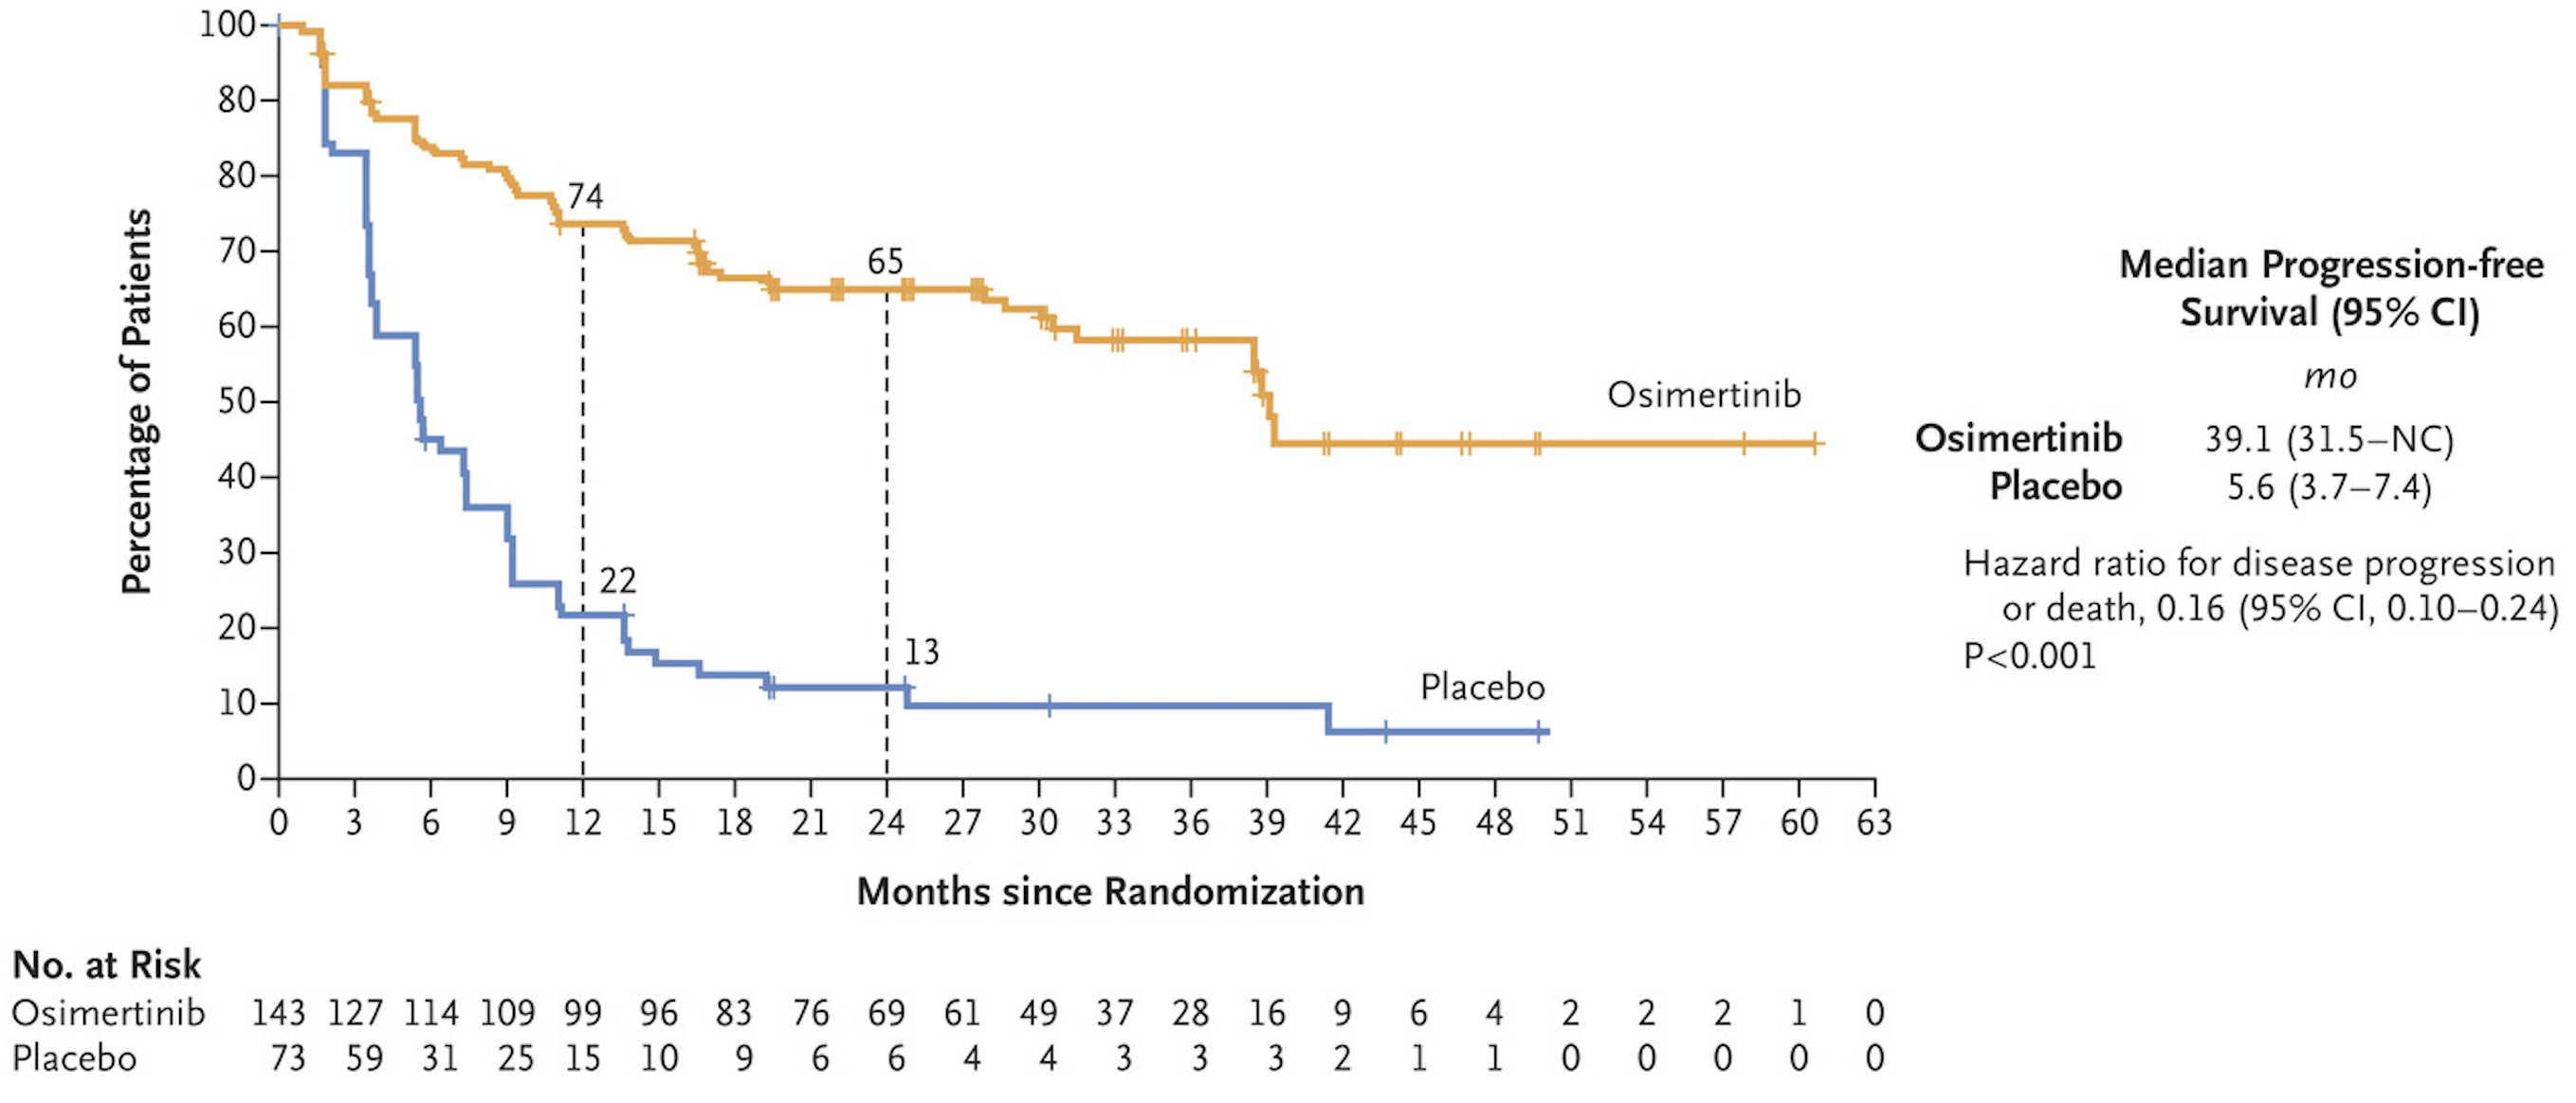 100
80
80
70
60
50
40
30
20
10
0
Percentage of Patients
74
65
22
13
Osimertinib
Placebo
0 3 6 9 12 15 18 21 24 27 30 33 36 39 42 45 48 51 54 57 60 63
Months since Randomization
Median Progression-free
Survival (95% CI)
mo
Osimertinib 39.1 (31.5–NC)
Placebo 5.6 (3.7–7.4)
Hazard ratio for disease progression
or death, 0.16 (95% CI, 0.10–0.24)
P<0.001
No. at Risk
Osimertinib 143 127 114 109 99 96 83 76 69 61 49 37 28 16 9 6 4 2 2 2 1 0
Placebo 73 59 31 25 15 10 9 6 6 4 4 3 3 3 2 1 1 0 0 0 0 0